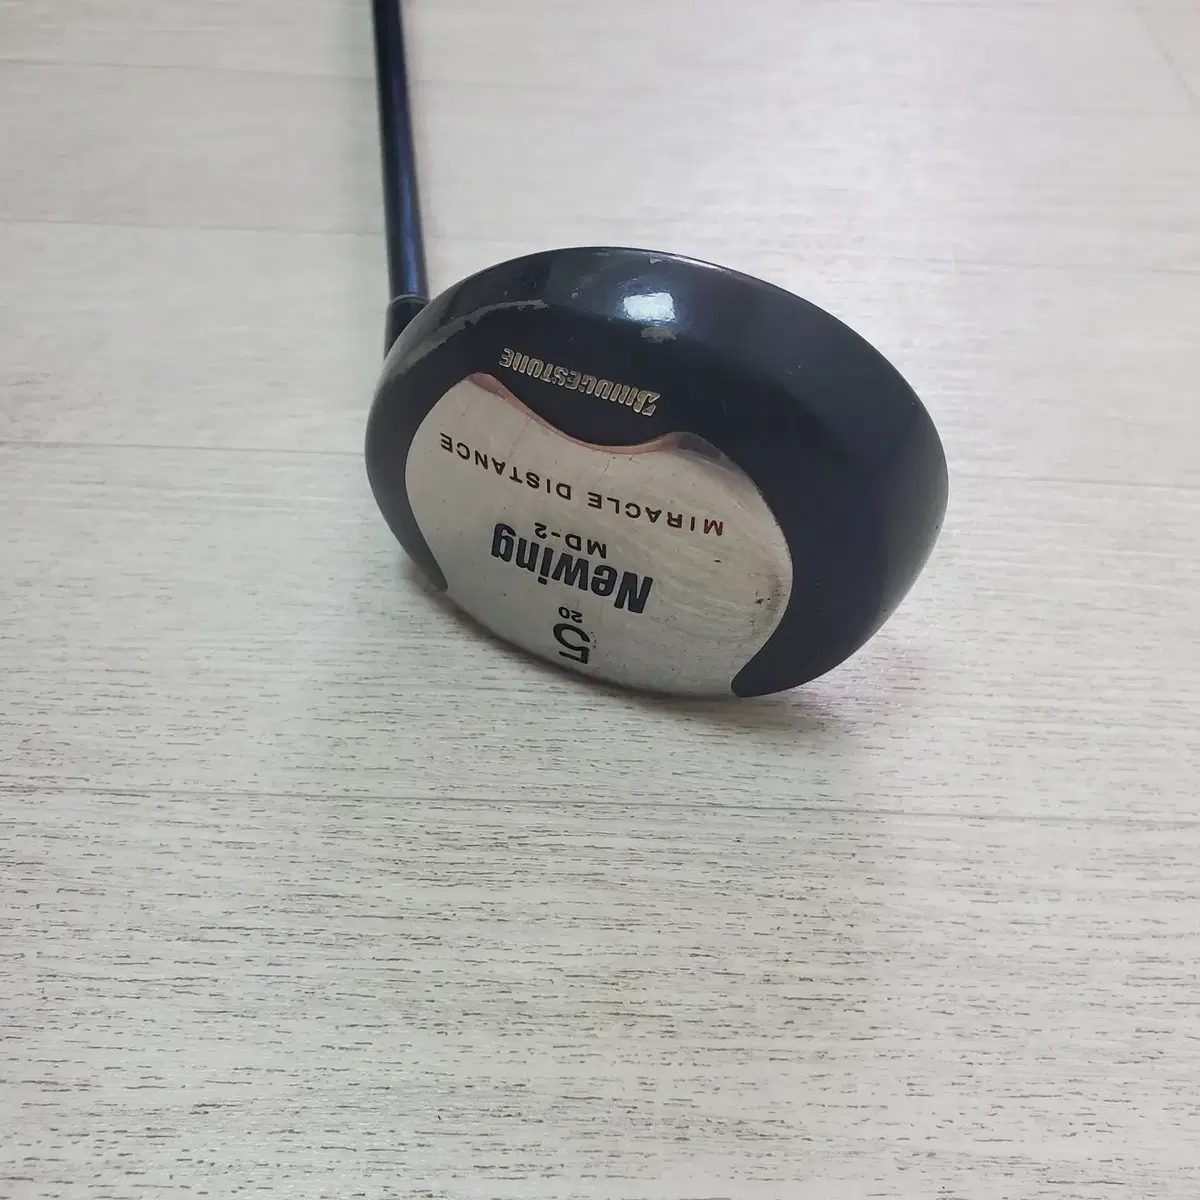 5
20
Newing
MD-2
MIRACLE DISTANCE
BRIDGESTONE